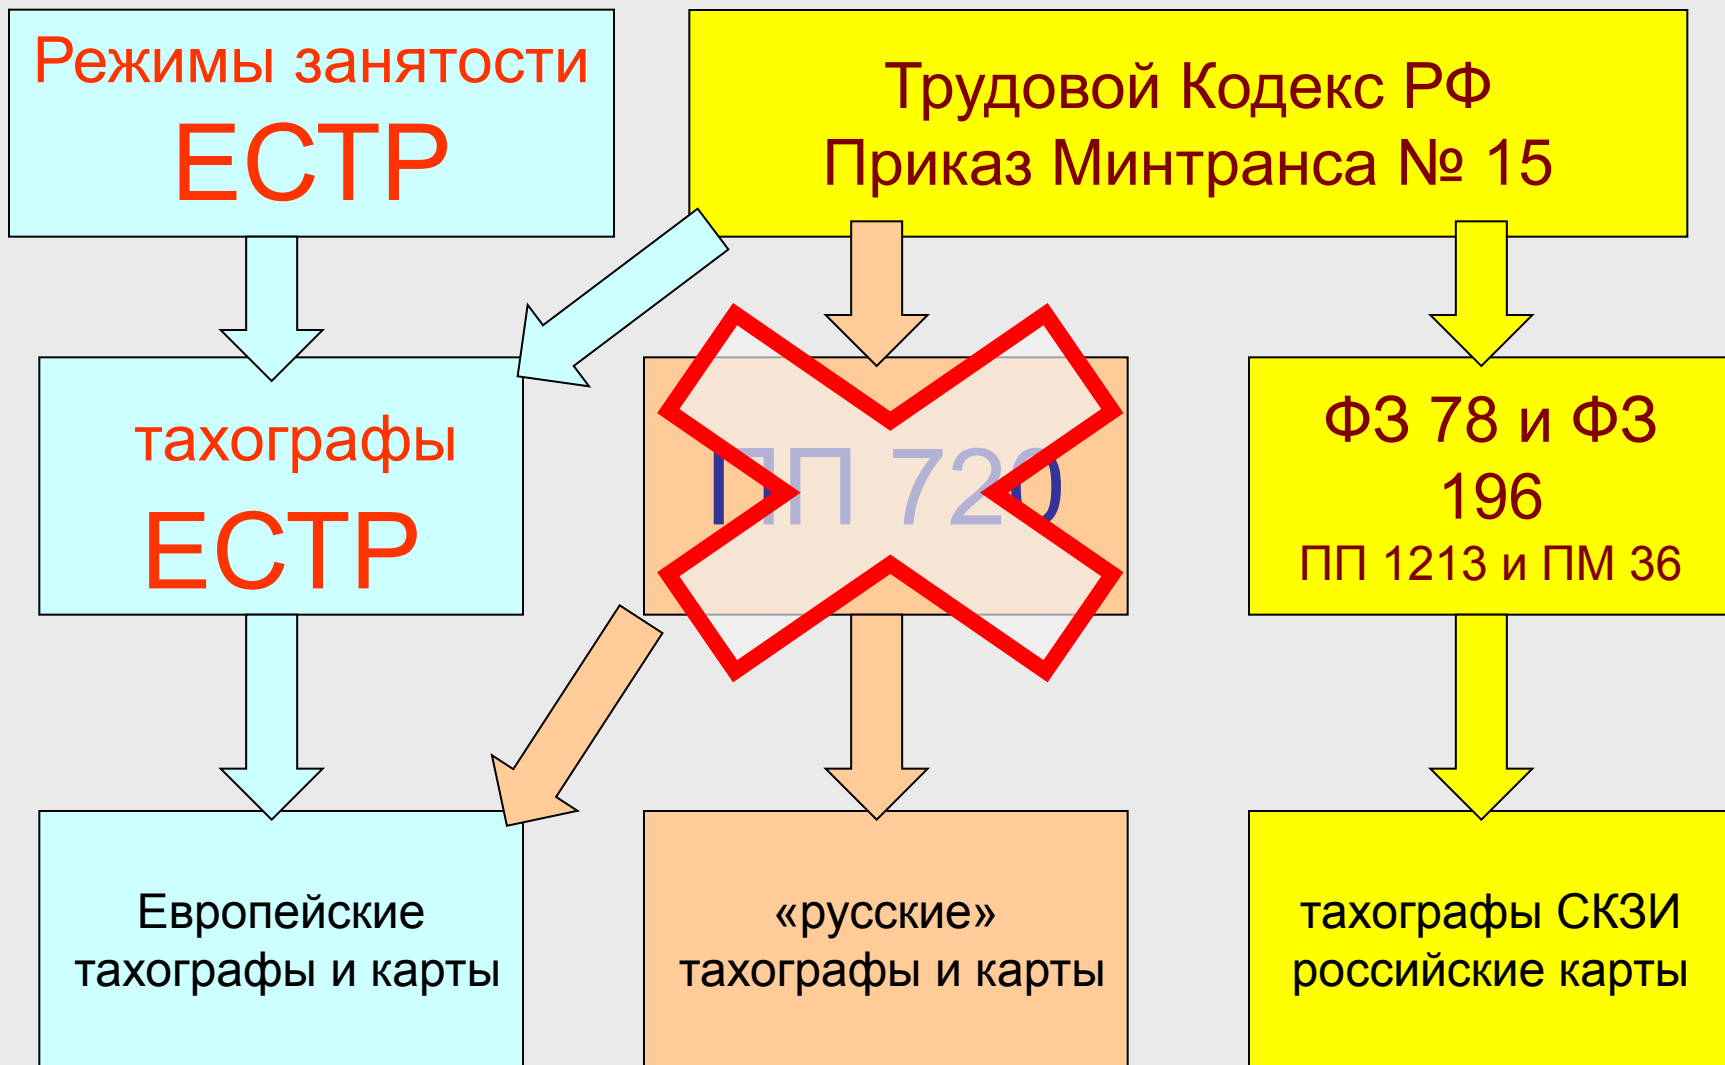 Режимы занятости
ЕСТР
Трудовой Кодекс РФ
Приказ Минтранса № 15
тахографы
ЕСТР
ПП 720
ФЗ 78 и ФЗ
196
ПП 1213 и ПМ 36
Европейские
тахографы и карты
«русские»
тахографы и карты
тахографы СКЗИ
российские карты